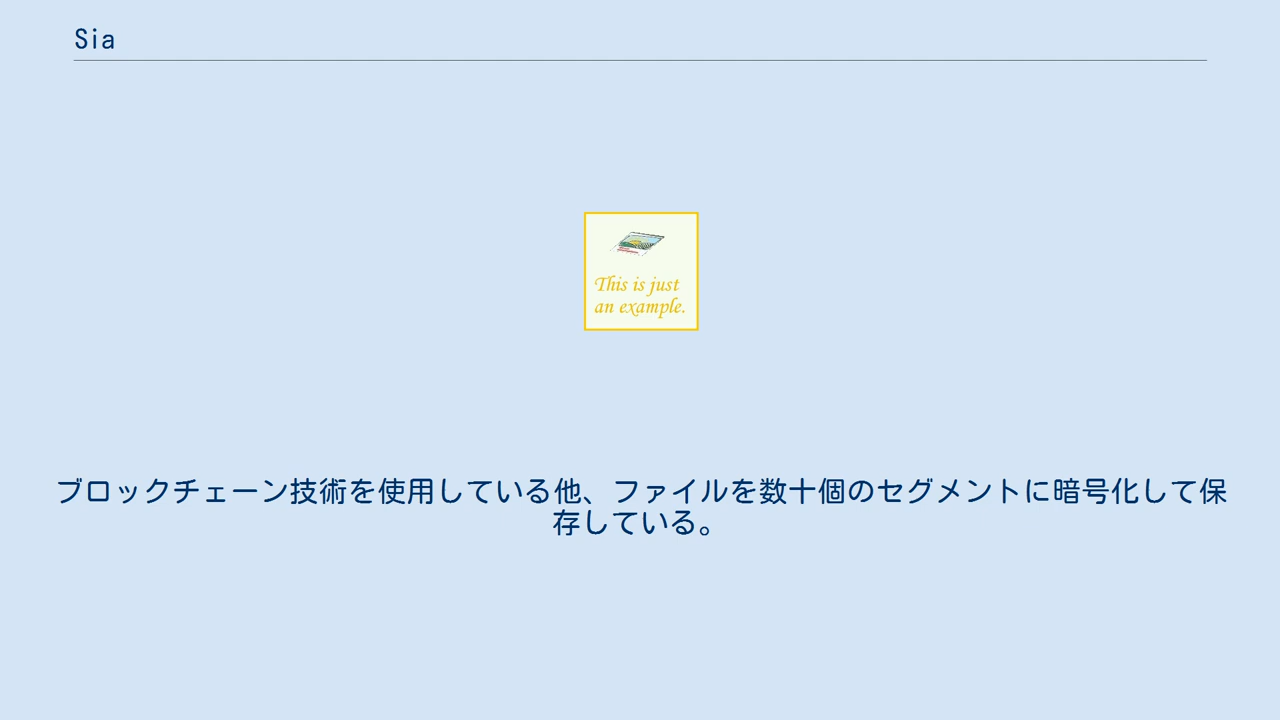 Sia
This is just
an example.
ブロックチェーン技術を使用している他、ファイルを数十個のセグメントに暗号化して保
存している。